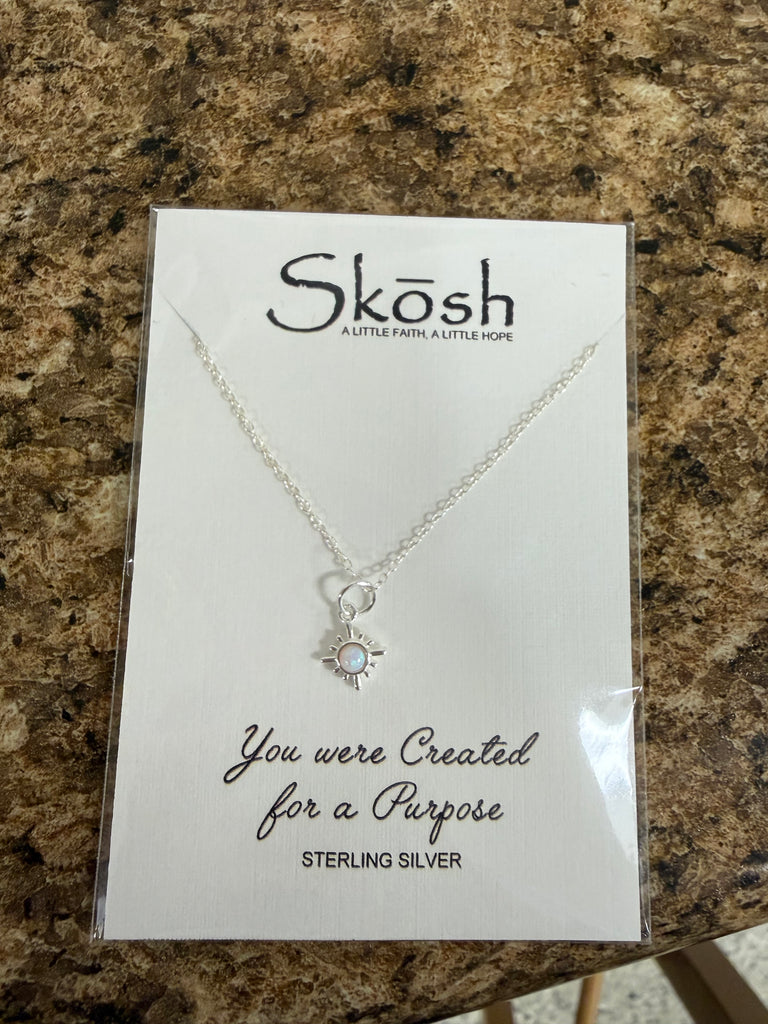 Skōsh
A LITTLE FAITH, A LITTLE HOPE
You were Created
for a Purpose
STERLING SILVER